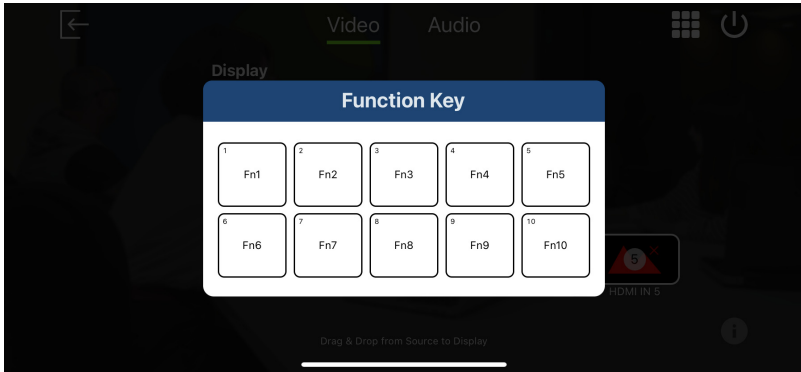 Video Audio
Display
Function Key
1 2 3 4 5
Fn1 Fn2 Fn3 Fn4 Fn5
6 7 8 9 10
Fn6 Fn7 Fn8 Fn9 Fn10
5
HDMI IN 5
Drag & Drop from Source to Display